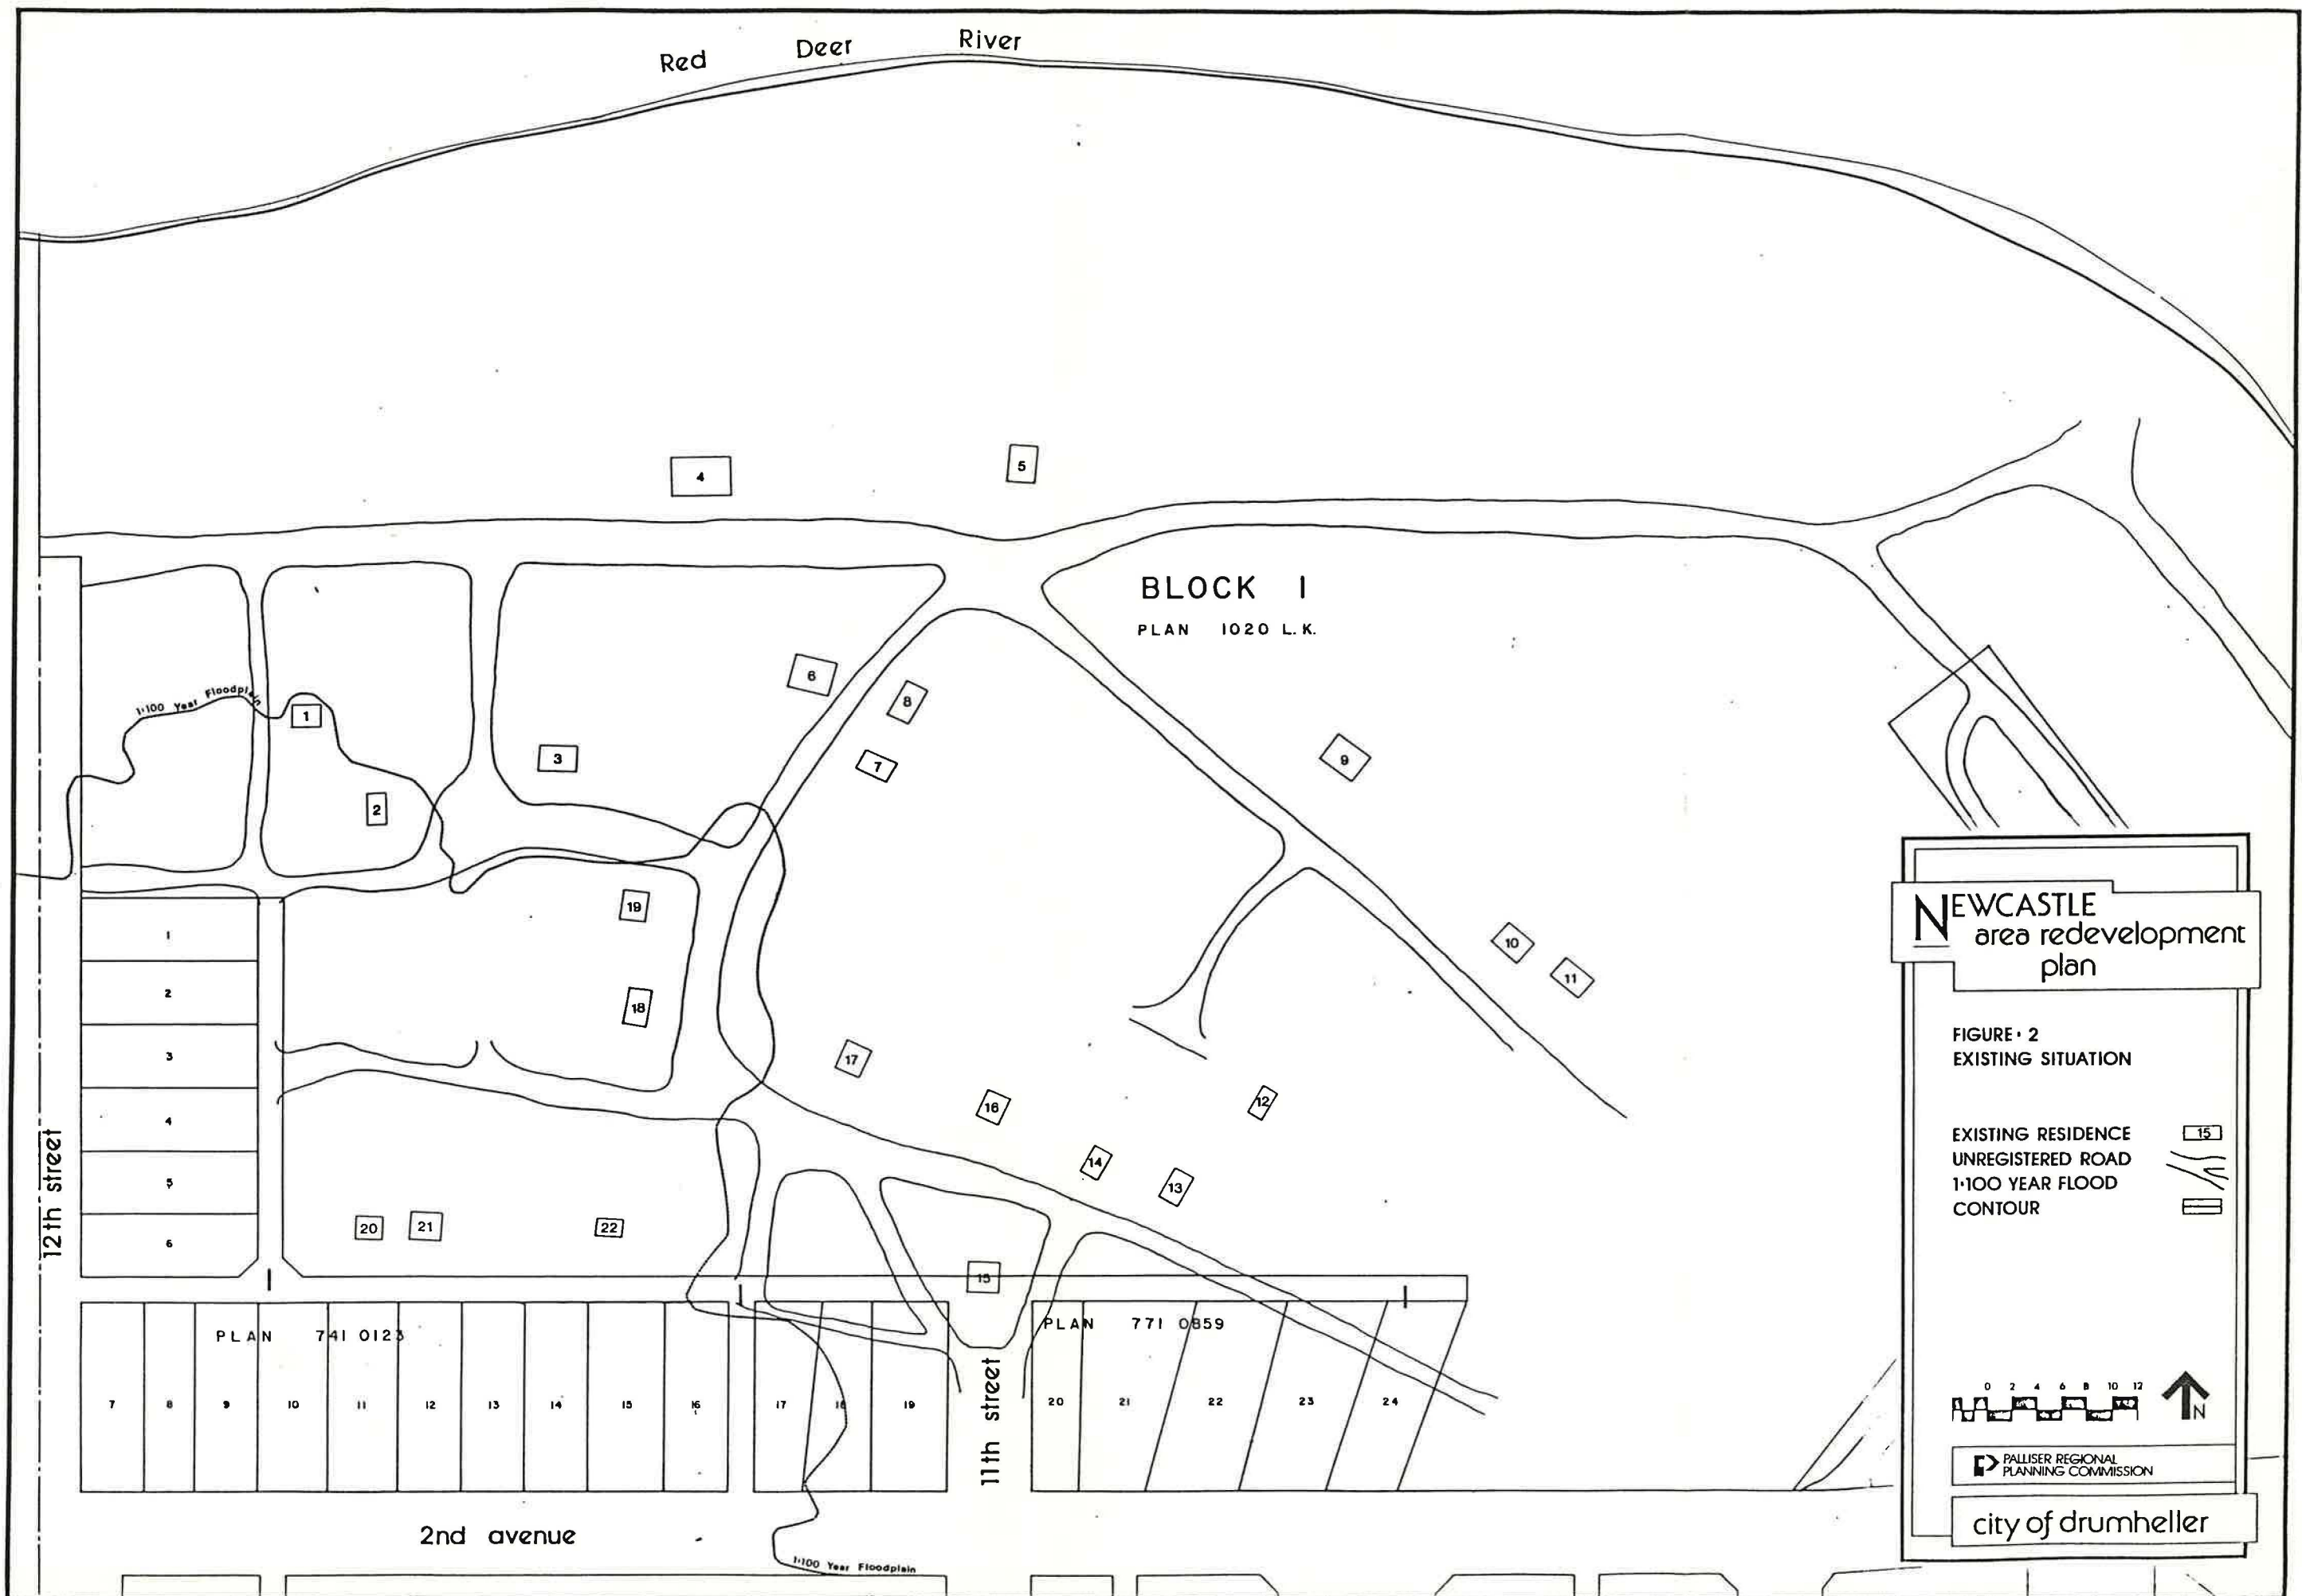 Red Deer River
4
5
BLOCK 1
PLAN 1020 L.K.
1:100 Year Floodplain
6
8
1
3
7
9
2
19
10
11
18
17
16
12
14
13
20
21
22
15
1
2
3
4
5
6
12th street
PLAN 741 0123
PLAN 771 0859
7
8
9
10
11
12
13
14
15
16
17
18
19
20
21
22
23
24
11th street
2nd avenue
1:100 Year Floodplain
NEWCASTLE
area redevelopment
plan
FIGURE · 2
EXISTING SITUATION
EXISTING RESIDENCE 15
UNREGISTERED ROAD
1:100 YEAR FLOOD
CONTOUR
0 2 4 6 8 10 12
N
PALLISER REGIONAL
PLANNING COMMISSION
city of drumheller